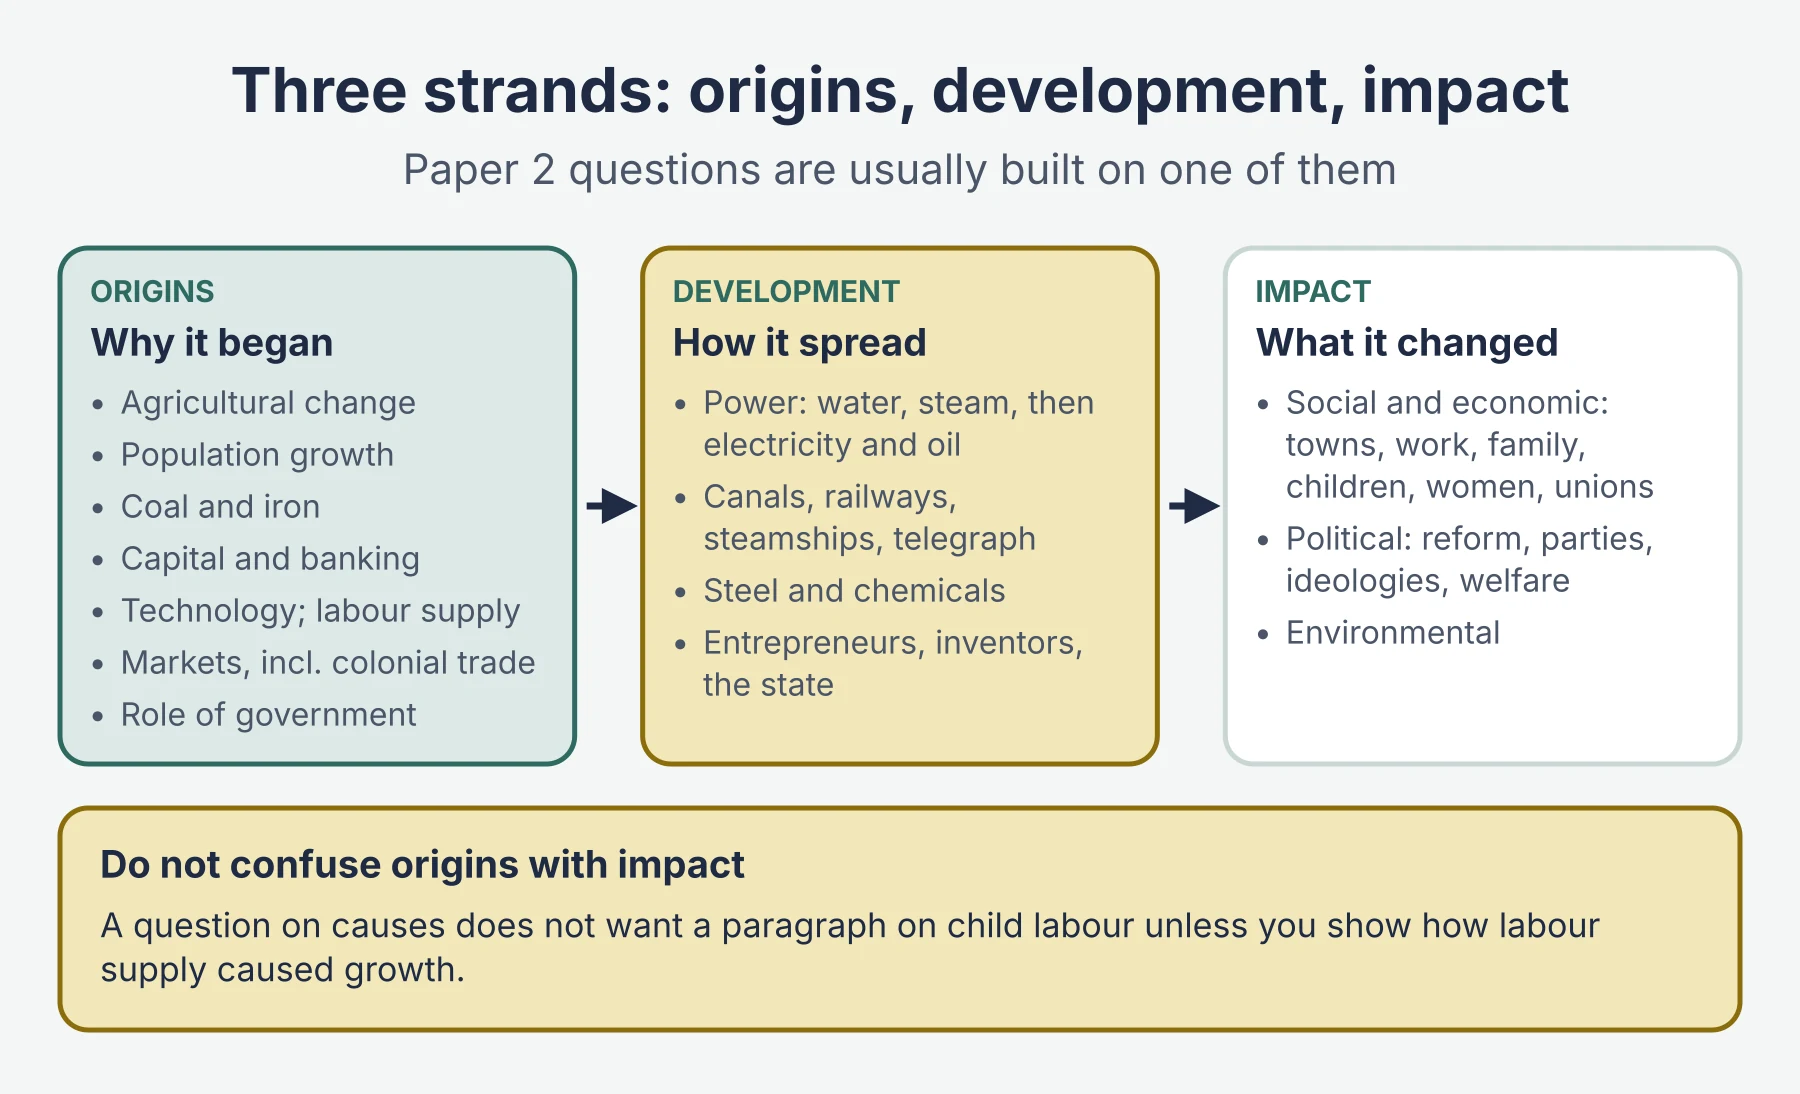 Three strands: origins, development, impact
Paper 2 questions are usually built on one of them
ORIGINS
Why it began
• Agricultural change
• Population growth
• Coal and iron
• Capital and banking
• Technology; labour supply
• Markets, incl. colonial trade
• Role of government
DEVELOPMENT
How it spread
• Power: water, steam, then
electricity and oil
• Canals, railways,
steamships, telegraph
• Steel and chemicals
• Entrepreneurs, inventors,
the state
IMPACT
What it changed
• Social and economic:
towns, work, family,
children, women, unions
• Political: reform, parties,
ideologies, welfare
• Environmental
Do not confuse origins with impact
A question on causes does not want a paragraph on child labour unless you show how labour
supply caused growth.